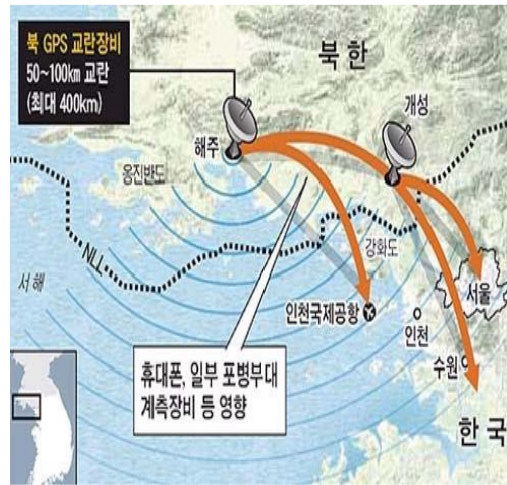 북 GPS 교란장비
50~100km 교란
(최대 400km)
북 한
개성
해주
옹진반도
강화도
NLL
서 해
서울
인천국제공항
인천
수원
휴대폰, 일부 포병부대
계측장비 등 영향
한 국